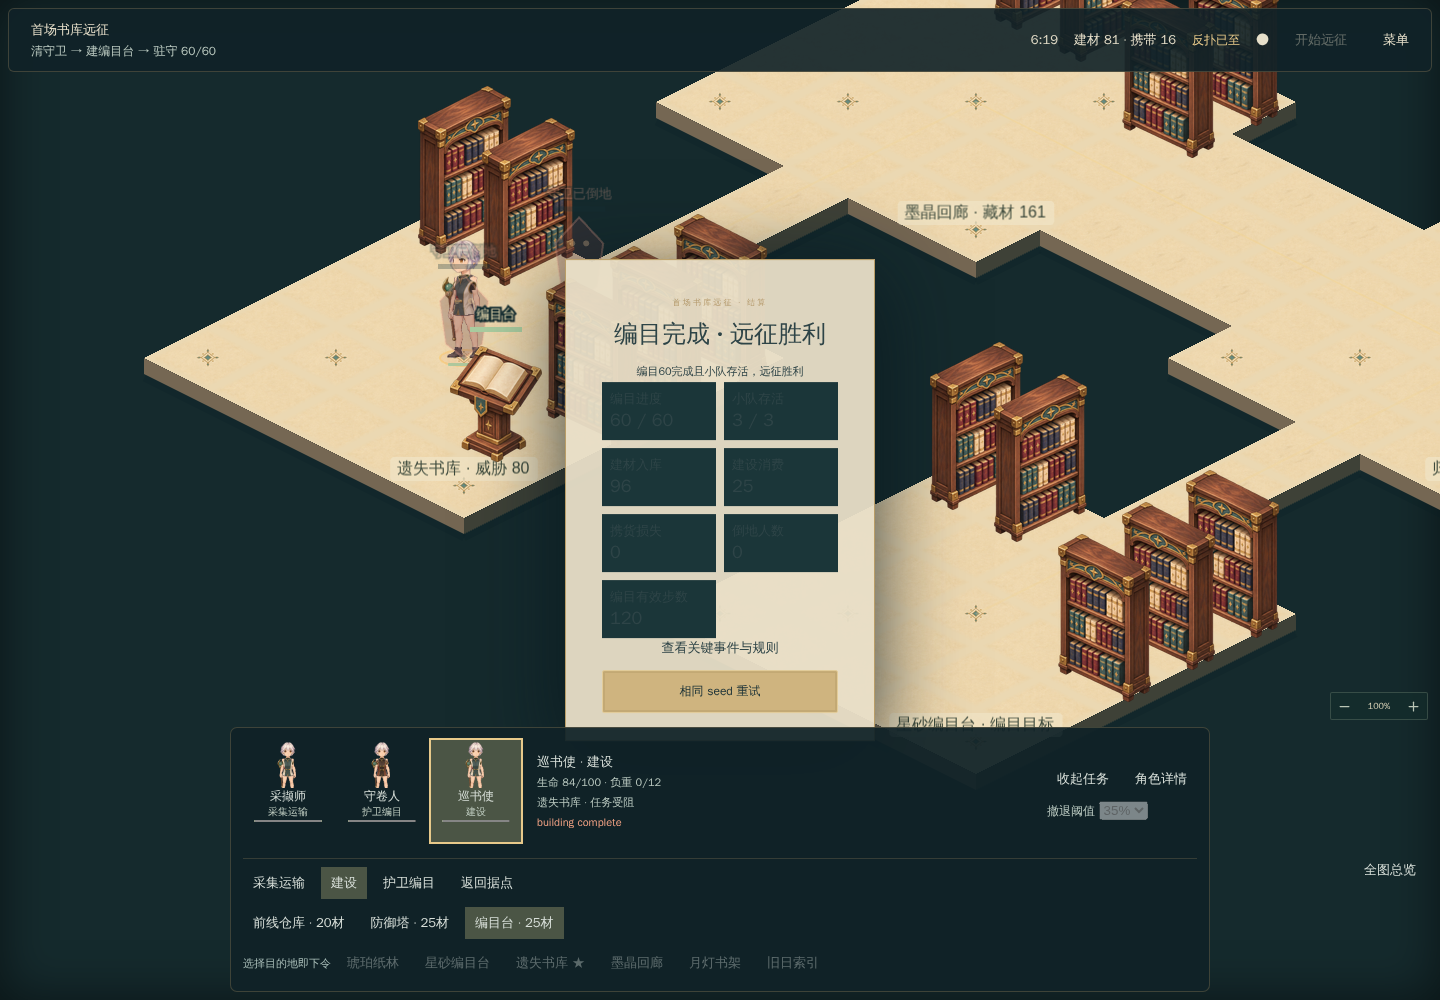 首场书库远征
清守卫 → 建编目台 → 驻守 60/60
6:19 建材 81 · 携带 16 反扑已至 开始远征 菜单
卫已倒地
墨晶回廊 · 藏材 161
编目台
遗失书库 · 威胁 80
首场书库远征 · 结算
编目完成 · 远征胜利
编目60完成且小队存活，远征胜利
编目进度 小队存活
60 / 60 3 / 3
建材入库 建设消费
96 25
携货损失 倒地人数
0 0
编目有效步数
120
查看关键事件与规则
相同 seed 重试
星砂编目台 · 编目目标
− 100% +
采撷师 守卷人 巡书使
采集运输 护卫编目 建设
巡书使 · 建设
生命 84/100 · 负重 0/12
遗失书库 · 任务受阻
building complete
收起任务 角色详情
撤退阈值 35%
全图总览
采集运输 建设 护卫编目 返回据点
前线仓库 · 20材 防御塔 · 25材 编目台 · 25材
选择目的地即下令 琥珀纸林 星砂编目台 遗失书库 ★ 墨晶回廊 月灯书架 旧日索引